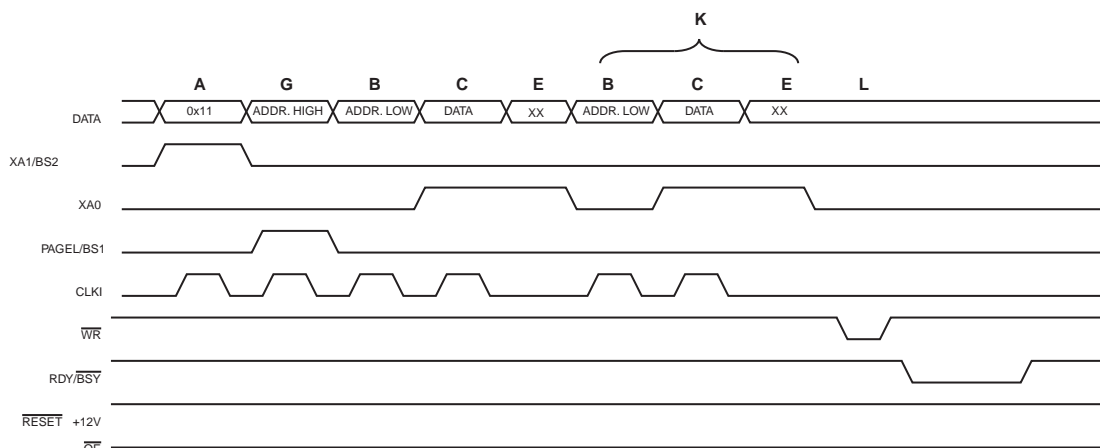 K
A G B C E B C E L
DATA 0x11 ADDR. HIGH ADDR. LOW DATA XX ADDR. LOW DATA XX
XA1/BS2
XA0
PAGEL/BS1
CLKI
WR
RDY/BSY
RESET +12V
OE